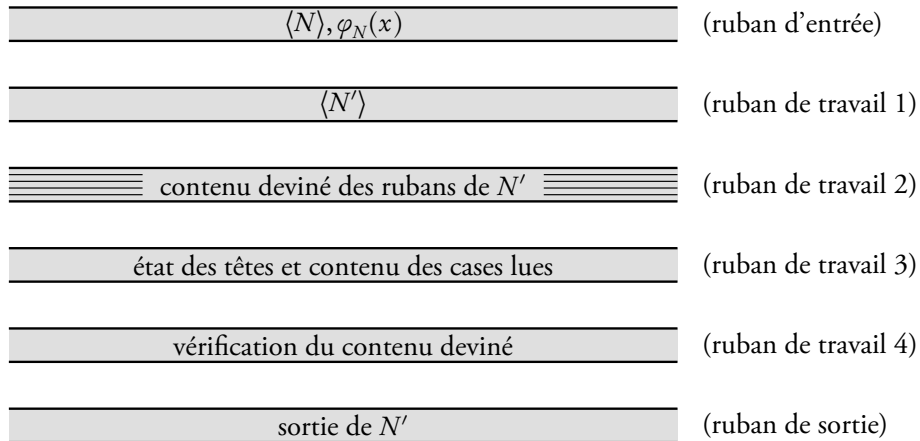 ⟨N⟩, φ_N(x) (ruban d'entrée)
⟨N′⟩ (ruban de travail 1)
contenu deviné des rubans de N′ (ruban de travail 2)
état des têtes et contenu des cases lues (ruban de travail 3)
vérification du contenu deviné (ruban de travail 4)
sortie de N′ (ruban de sortie)